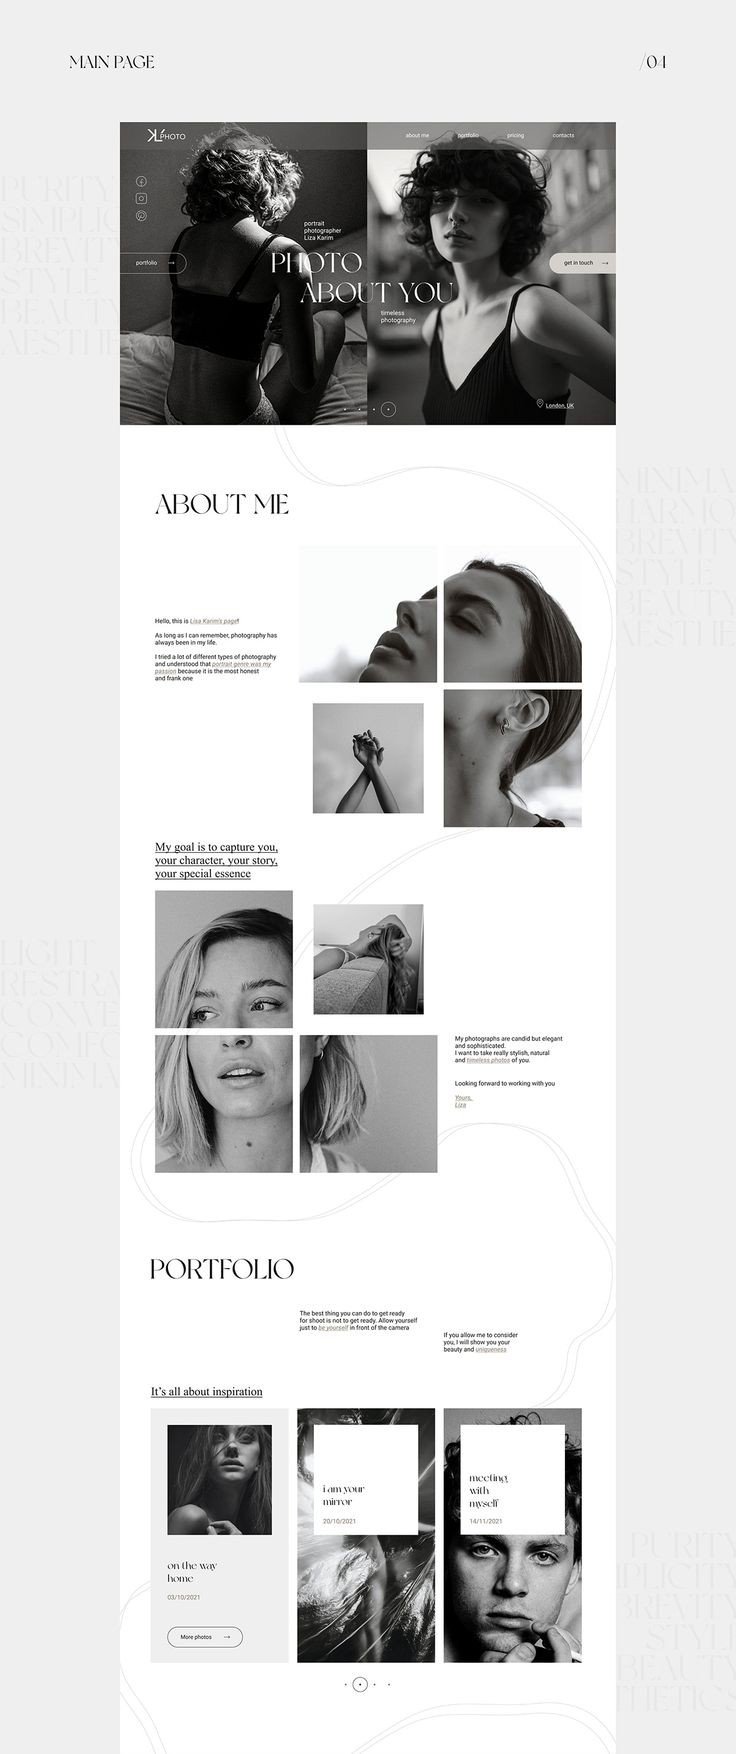 MAIN PAGE
/04
KL PHOTO
about me
portfolio
pricing
contacts
portrait
photographer
Liza Karim
portfolio →
PHOTO
ABOUT YOU
get in touch →
timeless
photography
London, UK
PURITY
SIMPLIC
BREVITY
STYLE
BEAUTY
AESTHE
ABOUT ME
MINIMA
HARMO
BREVITY
STYLE
BEAUTY
ESTHE
Hello, this is Lisa Karim's page!
As long as I can remember, photography has
always been in my life.
I tried a lot of different types of photography
and understood that portrait genre was my
passion because it is the most honest
and frank one
My goal is to capture you,
your character, your story,
your special essence
LIGHT
RESTRA
CONVE
COMFO
MINIMA
My photographs are candid but elegant
and sophisticated.
I want to take really stylish, natural
and timeless photos of you.
Looking forward to working with you
Yours,
Liza
PORTFOLIO
The best thing you can do to get ready
for shoot is not to get ready. Allow yourself
just to be yourself in front of the camera
If you allow me to consider
you, I will show you your
beauty and uniqueness
It's all about inspiration
on the way
home
03/10/2021
More photos →
i am your
mirror
20/10/2021
meeting
with
myself
14/11/2021
PURITY
PLICITY
BREVITY
STYLE
BEAUTY
THETICS